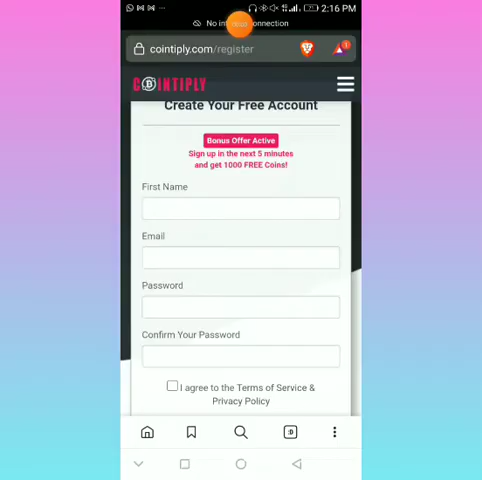 2:16 PM
No in connection
cointiply.com/register
1
COINTIPLY
Create Your Free Account
Bonus Offer Active
Sign up in the next 5 minutes
and get 1000 FREE Coins!
First Name
Email
Password
Confirm Your Password
I agree to the Terms of Service &
Privacy Policy
:D